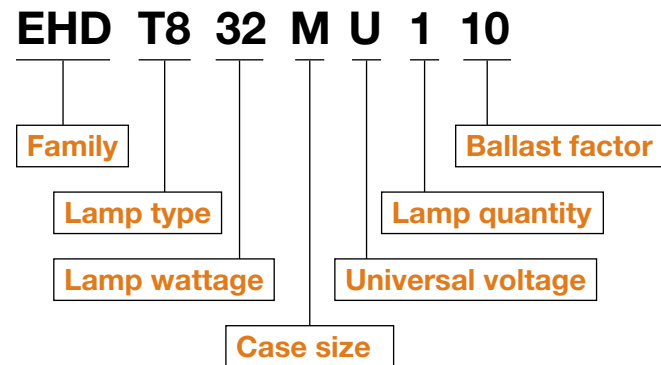 EHD T8 32 M U 1 10
Family
Ballast factor
Lamp type
Lamp quantity
Lamp wattage
Universal voltage
Case size